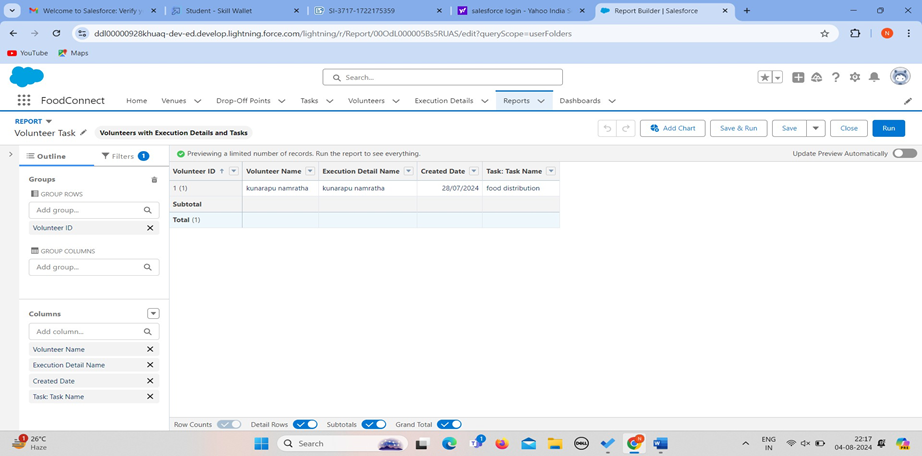 Welcome to Salesforce: Verify y
Student - Skill Wallet
SI-3717-1722175359
salesforce login - Yahoo India S
Report Builder | Salesforce
ddl00000928khuaq-dev-ed.develop.lightning.force.com/lightning/r/Report/00OdL000005Bs5RUAS/edit?queryScope=userFolders
N
YouTube
Maps
Search...
FoodConnect
Home
Venues
Drop-Off Points
Tasks
Volunteers
Execution Details
Reports
Dashboards
REPORT
Volunteer Task
Volunteers with Execution Details and Tasks
Add Chart
Save & Run
Save
Close
Run
Outline
Filters 1
Previewing a limited number of records. Run the report to see everything.
Update Preview Automatically
Groups
GROUP ROWS
Add group...
Volunteer ID
GROUP COLUMNS
Add group...
Columns
Add column...
Volunteer Name
Execution Detail Name
Created Date
Task: Task Name
Volunteer ID Volunteer Name Execution Detail Name Created Date Task: Task Name
1 (1) kunarapu namratha kunarapu namratha 28/07/2024 food distribution
Subtotal
Total (1)
Row Counts
Detail Rows
Subtotals
Grand Total
1
26°C
Haze
Search
1
DELL
ENG
IN
22:17
04-08-2024